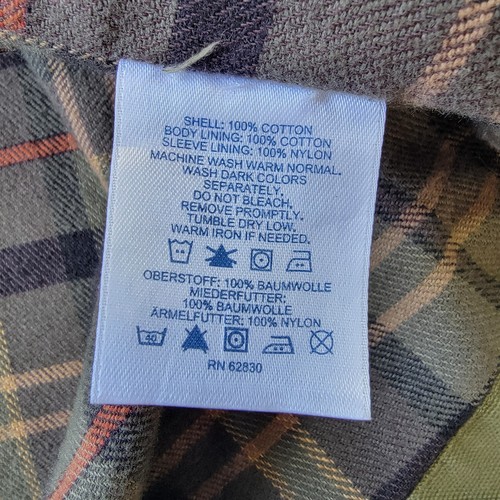 SHELL: 100% COTTON
BODY LINING: 100% COTTON
SLEEVE LINING: 100% NYLON
MACHINE WASH WARM NORMAL.
WASH DARK COLORS
SEPARATELY.
DO NOT BLEACH.
REMOVE PROMPTLY.
TUMBLE DRY LOW.
WARM IRON IF NEEDED.
OBERSTOFF: 100% BAUMWOLLE
MIEDERFUTTER:
100% BAUMWOLLE
ÄRMELFUTTER: 100% NYLON
40
RN 62830